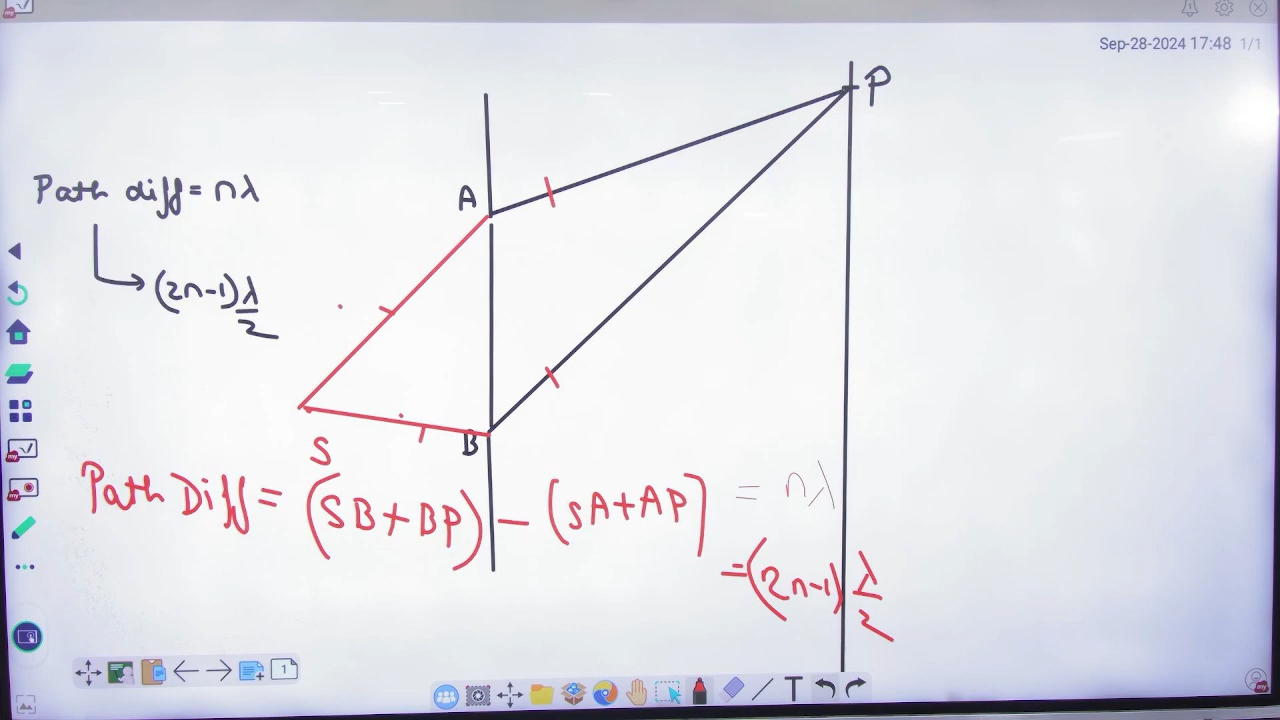 Sep-28-2024 17:48 1/1
P
A
Path diff = nλ
(2n-1)λ/2
B
S
Path Diff = (SB+BP) - (SA+AP) = nλ
=(2n-1)λ/2
1
T